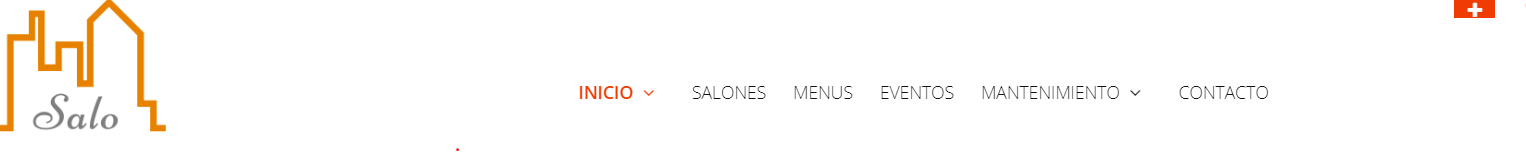 Salo
INICIO SALONES MENUS EVENTOS MANTENIMIENTO CONTACTO